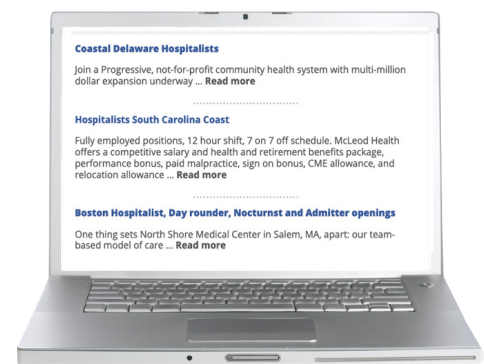 Coastal Delaware Hospitalists
Join a Progressive, not-for-profit community health system with multi-million
dollar expansion underway ... Read more
Hospitalists South Carolina Coast
Fully employed positions, 12 hour shift, 7 on 7 off schedule. McLeod Health
offers a competitive salary and health and retirement benefits package,
performance bonus, paid malpractice, sign on bonus, CME allowance, and
relocation allowance ... Read more
Boston Hospitalist, Day rounder, Nocturnst and Admitter openings
One thing sets North Shore Medical Center in Salem, MA, apart: our team-
based model of care ... Read more